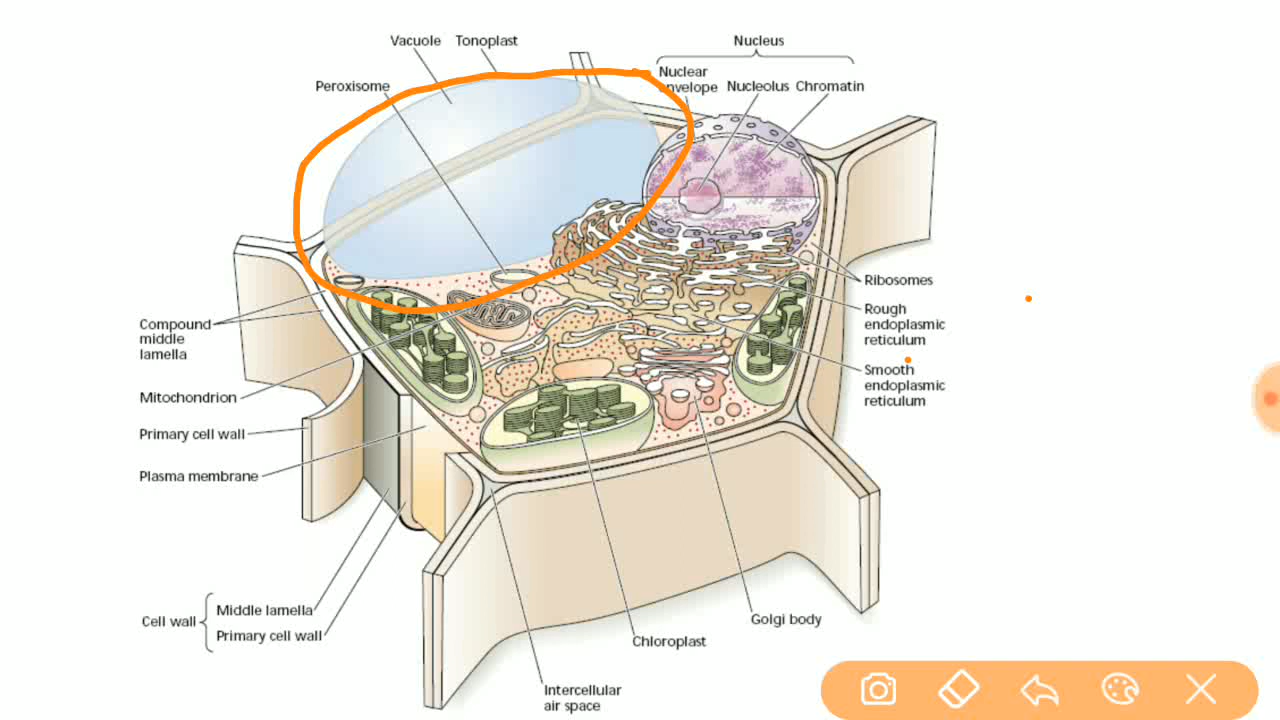 Vacuole
Tonoplast
Nucleus
Peroxisome
Nuclear
envelope
Nucleolus
Chromatin
Ribosomes
Rough
endoplasmic
reticulum
Smooth
endoplasmic
reticulum
Compound
middle
lamella
Mitochondrion
Primary cell wall
Plasma membrane
Cell wall
Middle lamella
Primary cell wall
Golgi body
Chloroplast
Intercellular
air space